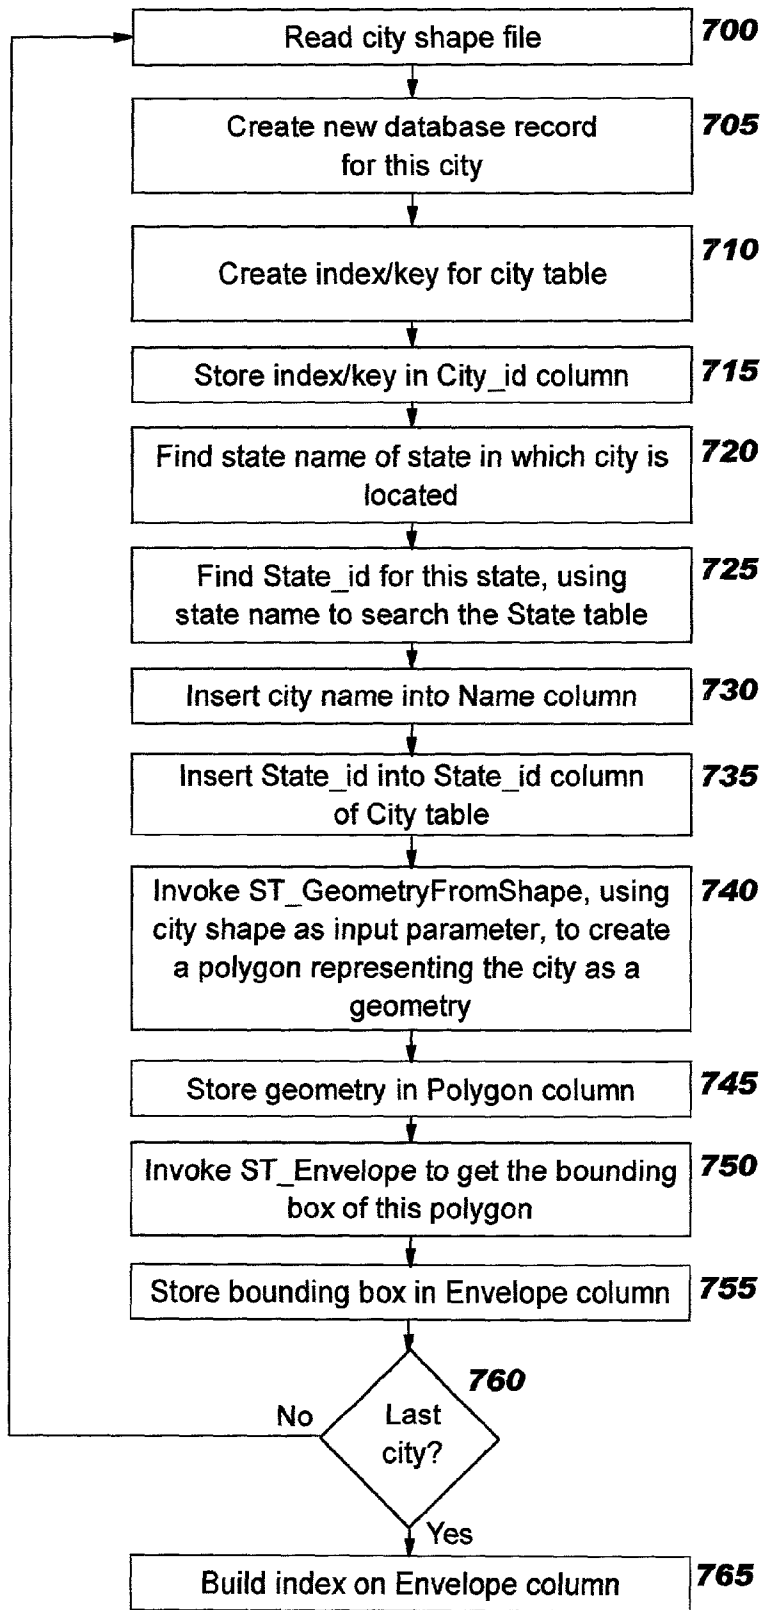 Read city shape file
700
Create new database record
for this city
705
Create index/key for city table
710
Store index/key in City_id column
715
Find state name of state in which city is
located
720
Find State_id for this state, using
state name to search the State table
725
Insert city name into Name column
730
Insert State_id into State_id column
of City table
735
Invoke ST_GeometryFromShape, using
city shape as input parameter, to create
a polygon representing the city as a
geometry
740
Store geometry in Polygon column
745
Invoke ST_Envelope to get the bounding
box of this polygon
750
Store bounding box in Envelope column
755
760
Last
city?
No
Yes
Build index on Envelope column
765